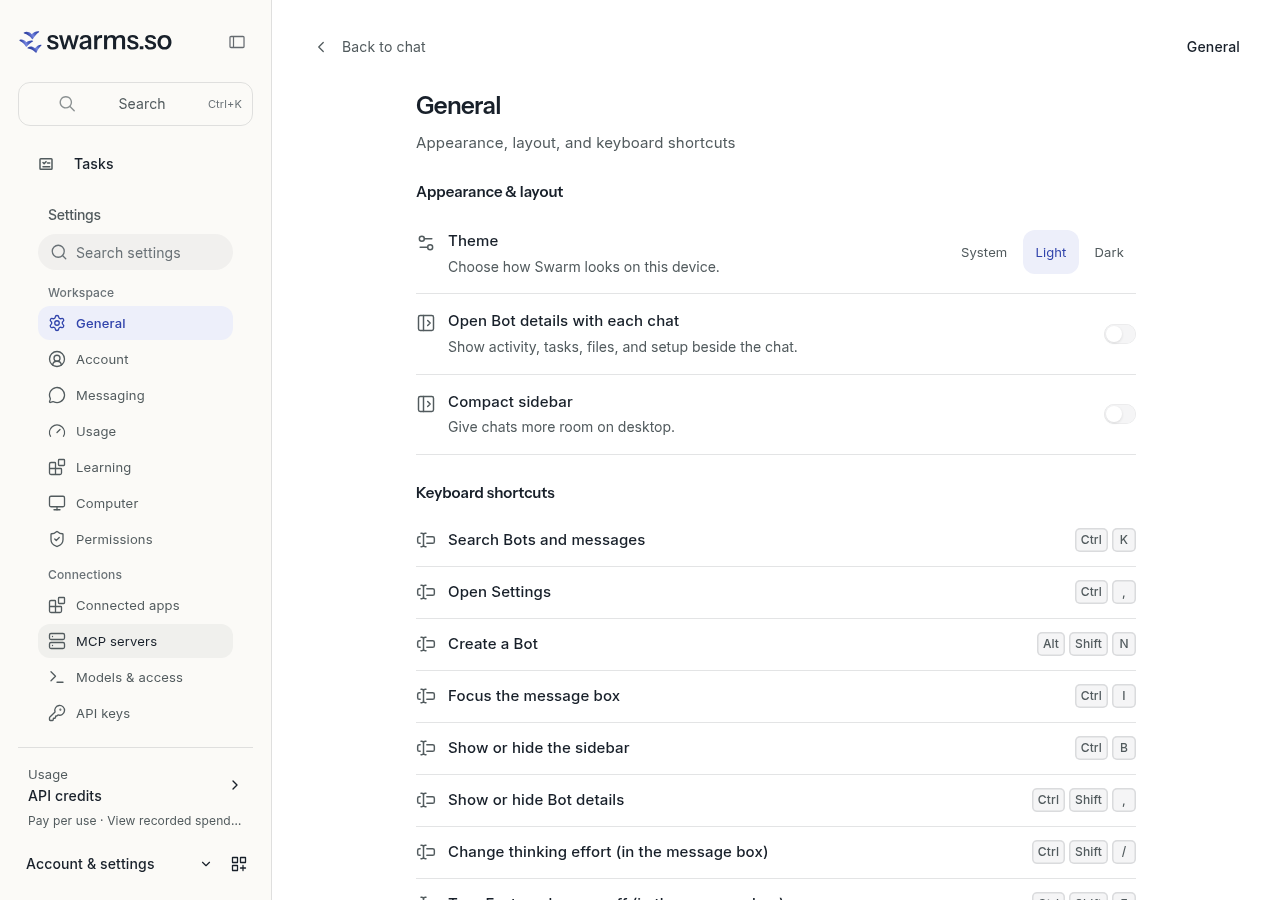 swarms.so
Search Ctrl+K
Tasks
Settings
Search settings
Workspace
General
Account
Messaging
Usage
Learning
Computer
Permissions
Connections
Connected apps
MCP servers
Models & access
API keys
Usage
API credits
Pay per use · View recorded spend…
Account & settings
Back to chat
General
General
Appearance, layout, and keyboard shortcuts
Appearance & layout
Theme
Choose how Swarm looks on this device.
System Light Dark
Open Bot details with each chat
Show activity, tasks, files, and setup beside the chat.
Compact sidebar
Give chats more room on desktop.
Keyboard shortcuts
Search Bots and messages Ctrl K
Open Settings Ctrl ,
Create a Bot Alt Shift N
Focus the message box Ctrl I
Show or hide the sidebar Ctrl B
Show or hide Bot details Ctrl Shift ,
Change thinking effort (in the message box) Ctrl Shift /